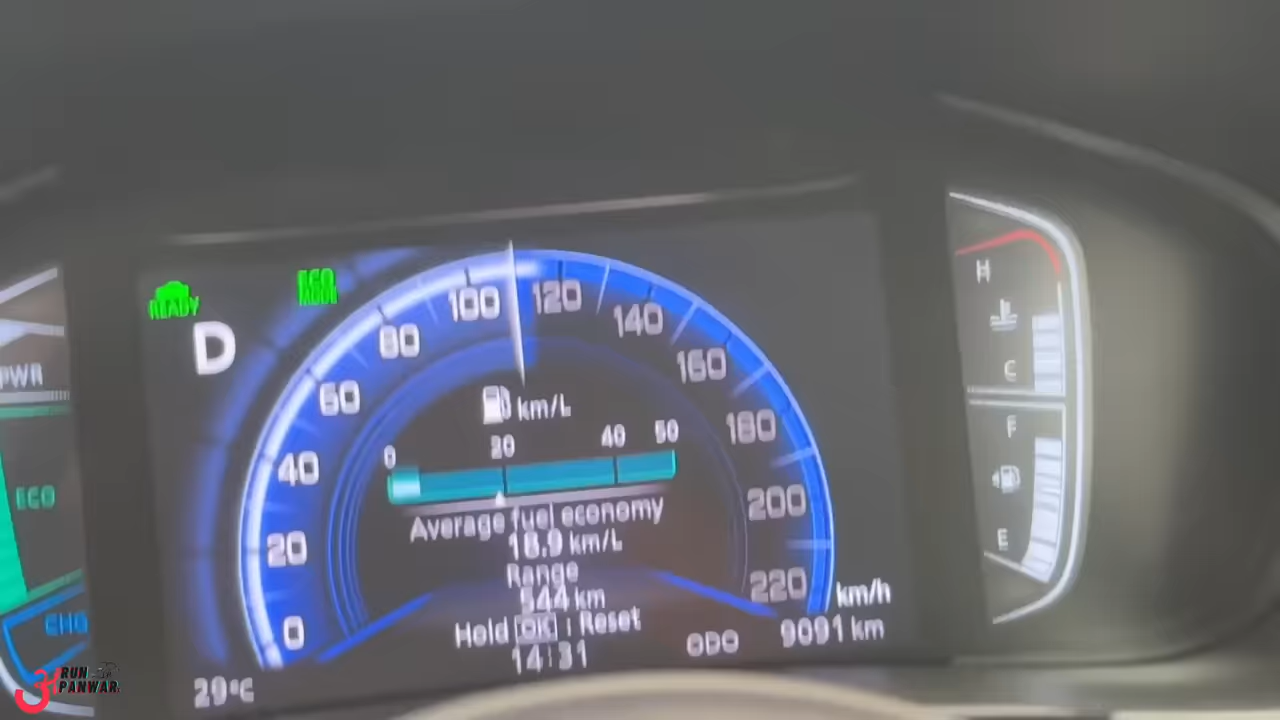 READY
ECO
MODE
D
PWR
ECO
CHG
0
20
40
60
80
100
120
140
160
180
200
220
km/h
km/L
0
20
40
50
Average fuel economy
18.9 km/L
Range
544 km
Hold OK : Reset
14:31
ODO
9091 km
29°C
H
C
F
E
RUN
PANWAR